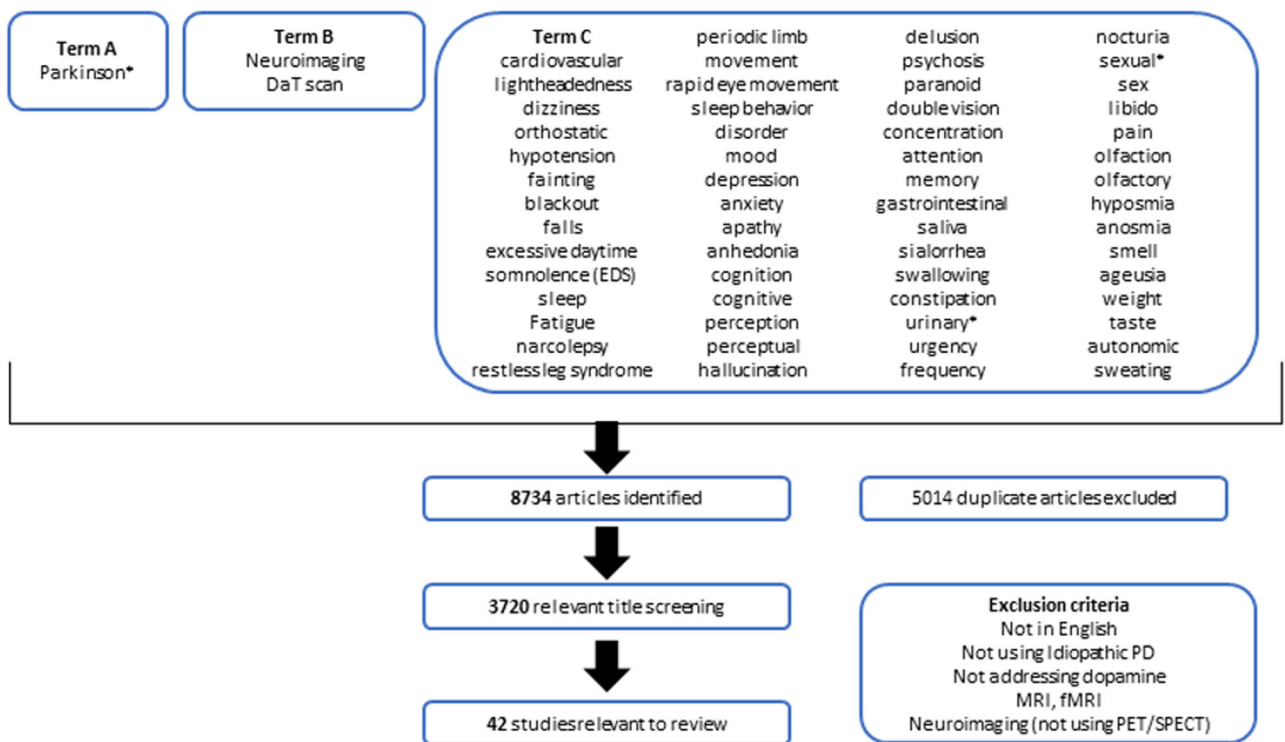 Term A
Parkinson*
Term B
Neuroimaging
DaT scan
Term C
cardiovascular
lightheadedness
dizziness
orthostatic
hypotension
fainting
blackout
falls
excessive daytime
somnolence (EDS)
sleep
Fatigue
narcolepsy
restless leg syndrome
periodic limb
movement
rapid eye movement
sleep behavior
disorder
mood
depression
anxiety
apathy
anhedonia
cognition
cognitive
perception
perceptual
hallucination
delusion
psychosis
paranoid
double vision
concentration
attention
memory
gastrointestinal
saliva
sialorrhea
swallowing
constipation
urinary*
urgency
frequency
nocturia
sexual*
sex
libido
pain
olfaction
olfactory
hyposmia
anosmia
smell
ageusia
weight
taste
autonomic
sweating
8734 articles identified
5014 duplicate articles excluded
3720 relevant title screening
Exclusion criteria
Not in English
Not using Idiopathic PD
Not addressing dopamine
MRI, fMRI
Neuroimaging (not using PET/SPECT)
42 studies relevant to review